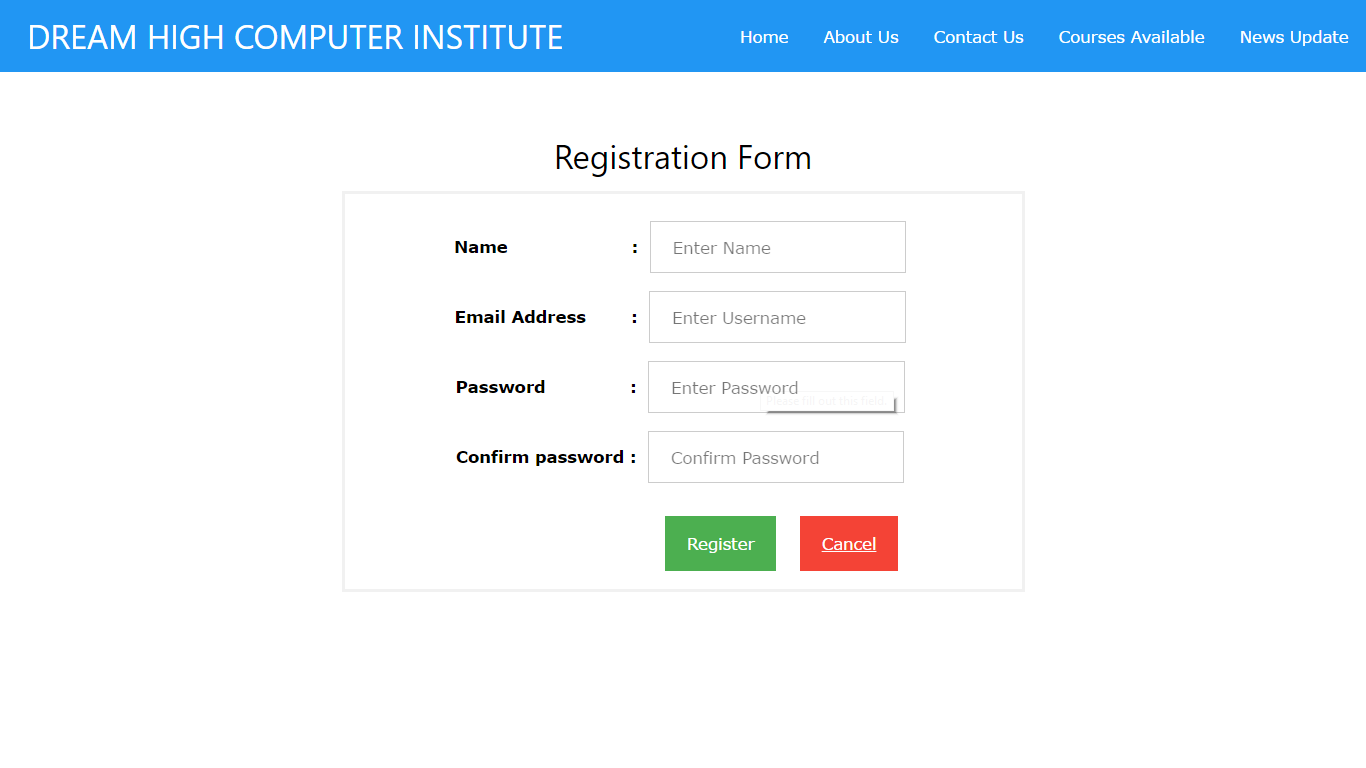 DREAM HIGH COMPUTER INSTITUTE Home About Us Contact Us Courses Available News Update
Registration Form
Name : Enter Name
Email Address : Enter Username
Password : Enter Password
Please fill out this field.
Confirm password : Confirm Password
Register Cancel